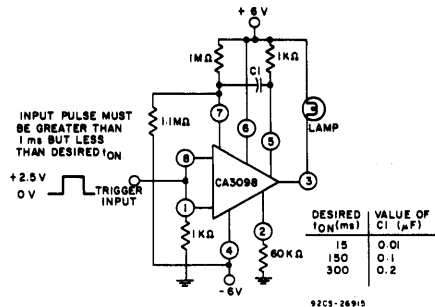 +6V
1MΩ
C1
1KΩ
INPUT PULSE MUST
BE GREATER THAN
1 ms BUT LESS
THAN DESIRED tON
1.1MΩ
7
6
5
LAMP
+2.5V
0V
TRIGGER
INPUT
8
CA3098
3
1
2
1KΩ
4
60KΩ
-6V
DESIRED VALUE OF
tON(ms) C1 (μF)
15 0.01
150 0.1
300 0.2
92CS-26915